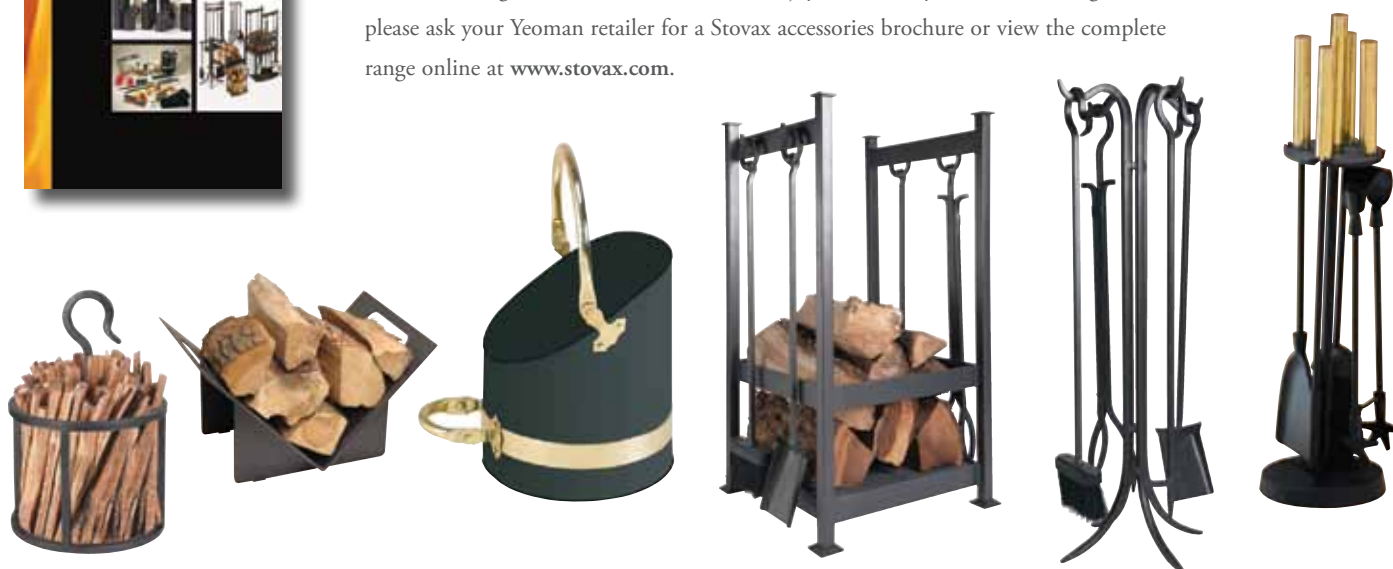 please ask your Yeoman retailer for a Stovax accessories brochure or view the complete
range online at www.stovax.com.